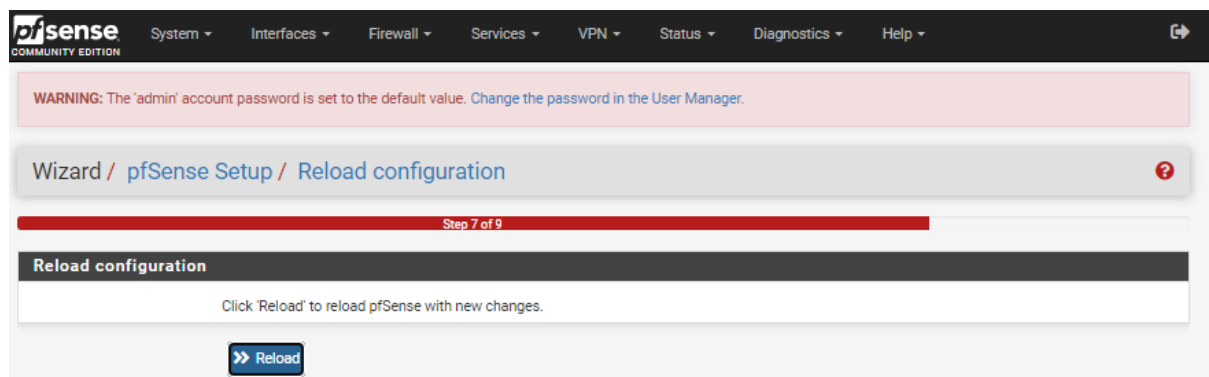 pfsense System Interfaces Firewall Services VPN Status Diagnostics Help
COMMUNITY EDITION
WARNING: The 'admin' account password is set to the default value. Change the password in the User Manager.
Wizard / pfSense Setup / Reload configuration
Step 7 of 9
Reload configuration
Click 'Reload' to reload pfSense with new changes.
Reload